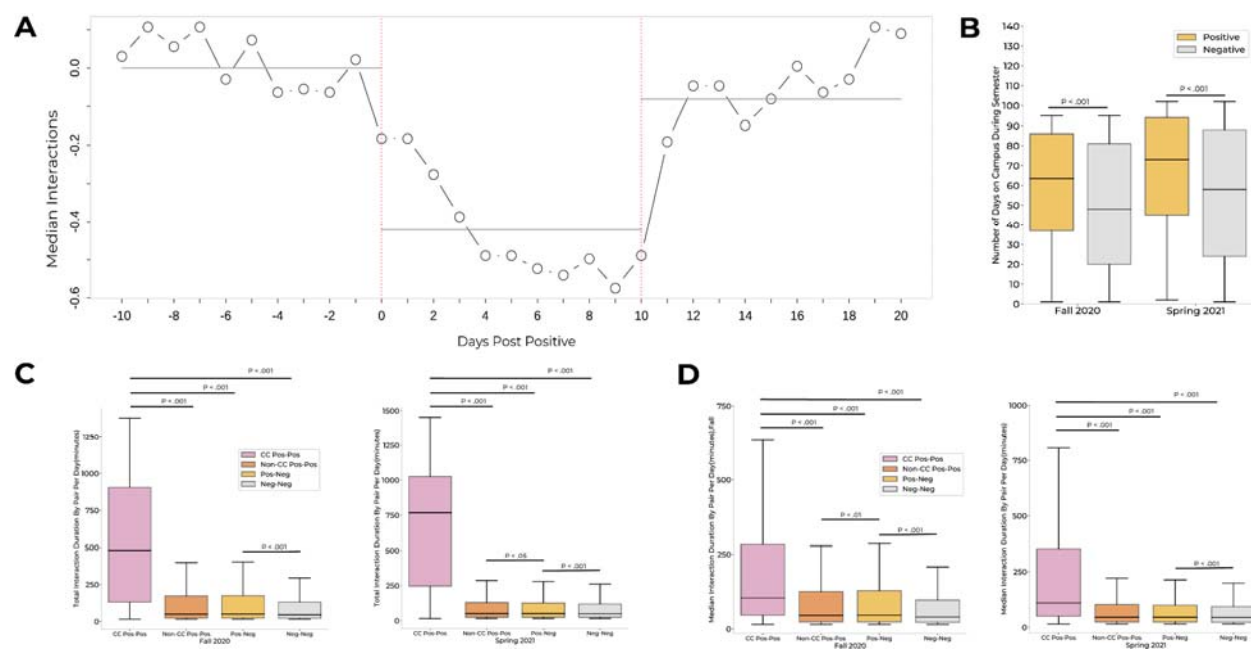 A
Median Interactions
0.0
-0.2
-0.4
-0.6
-10 -8 -6 -4 -2 0 2 4 6 8 10 12 14 16 18 20
Days Post Positive
B
Positive
Negative
P <.001
P <.001
Number of Days on Campus During Semester
140
130
120
110
100
90
80
70
60
50
40
30
20
10
0
Fall 2020 Spring 2021
C
P <.001
P <.001
P <.001
CC Pos-Pos
Non-CC Pos-Pos
Pos-Neg
Neg-Neg
P <.001
Total Interaction Duration By Pair Per Day(minutes)
1250
1000
750
500
250
0
CC Pos-Pos Non-CC Pos-Pos Pos-Neg Neg-Neg
Fall 2020
P <.001
P <.001
P <.001
P <.05
P <.001
Total Interaction Duration By Pair Per Day(minutes)
1500
1250
1000
750
500
250
0
CC Pos-Pos Non-CC Pos-Pos Pos-Neg Neg-Neg
Spring 2021
D
P <.001
P <.001
P <.001
CC Pos-Pos
Non-CC Pos-Pos
Pos-Neg
Neg-Neg
P <.01
P <.001
Median Interaction Duration By Pair Per Day(minutes),Fall
750
500
250
0
CC Pos-Pos Non-CC Pos-Pos Pos-Neg Neg-Neg
Fall 2020
P <.001
P <.001
P <.001
P <.001
Median Interaction Duration By Pair Per Day(minutes)
1000
750
500
250
0
CC Pos-Pos Non-CC Pos-Pos Pos-Neg Neg-Neg
Spring 2021